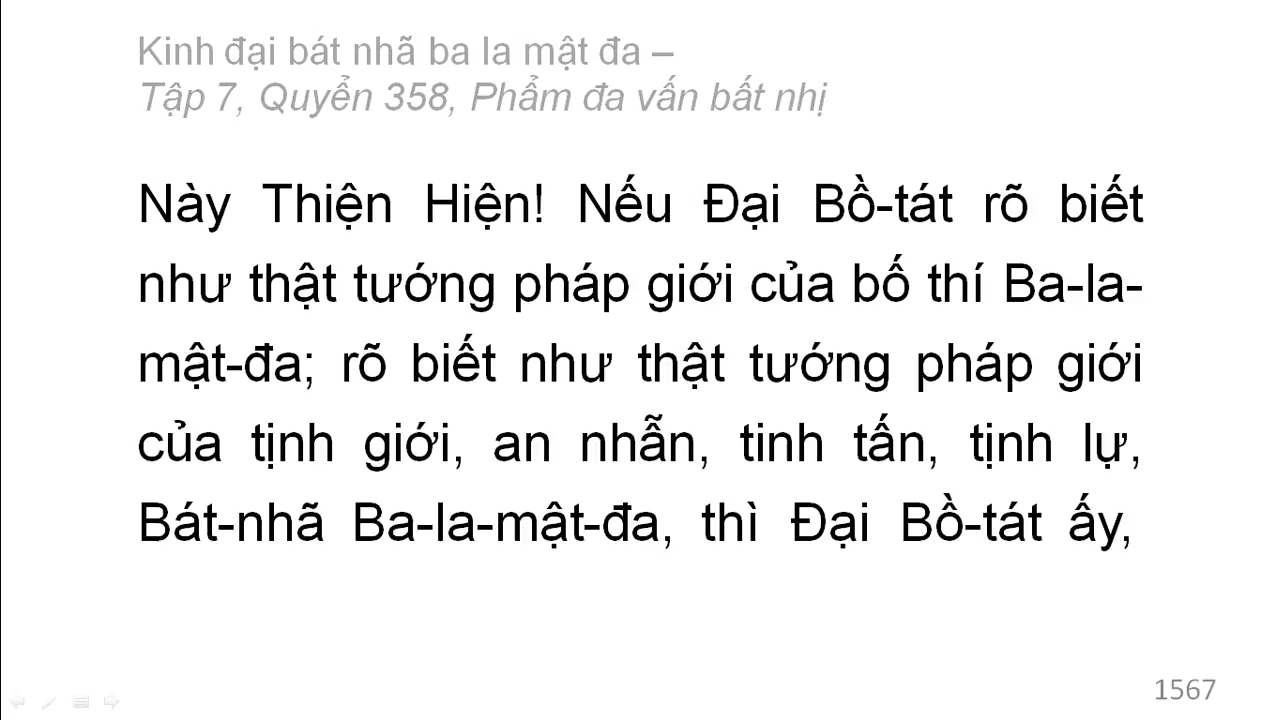 Kinh đại bát nhã ba la mật đa –
Tập 7, Quyển 358, Phẩm đa vấn bất nhị
Này Thiện Hiện! Nếu Đại Bồ-tát rõ biết
như thật tướng pháp giới của bố thí Ba-la-
mật-đa; rõ biết như thật tướng pháp giới
của tịnh giới, an nhẫn, tinh tấn, tịnh lự,
Bát-nhã Ba-la-mật-đa, thì Đại Bồ-tát ấy,
1567